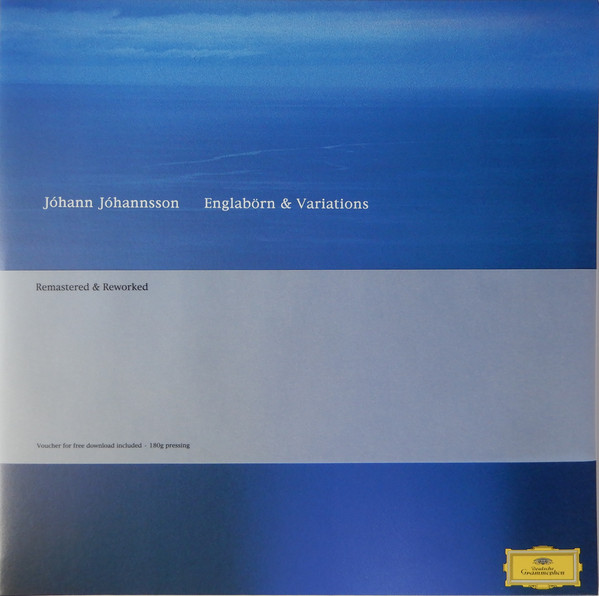 Jóhann Jóhannsson Englabörn & Variations
Remastered & Reworked
Voucher for free download included – 180g pressing
Deutsche
Grammophon